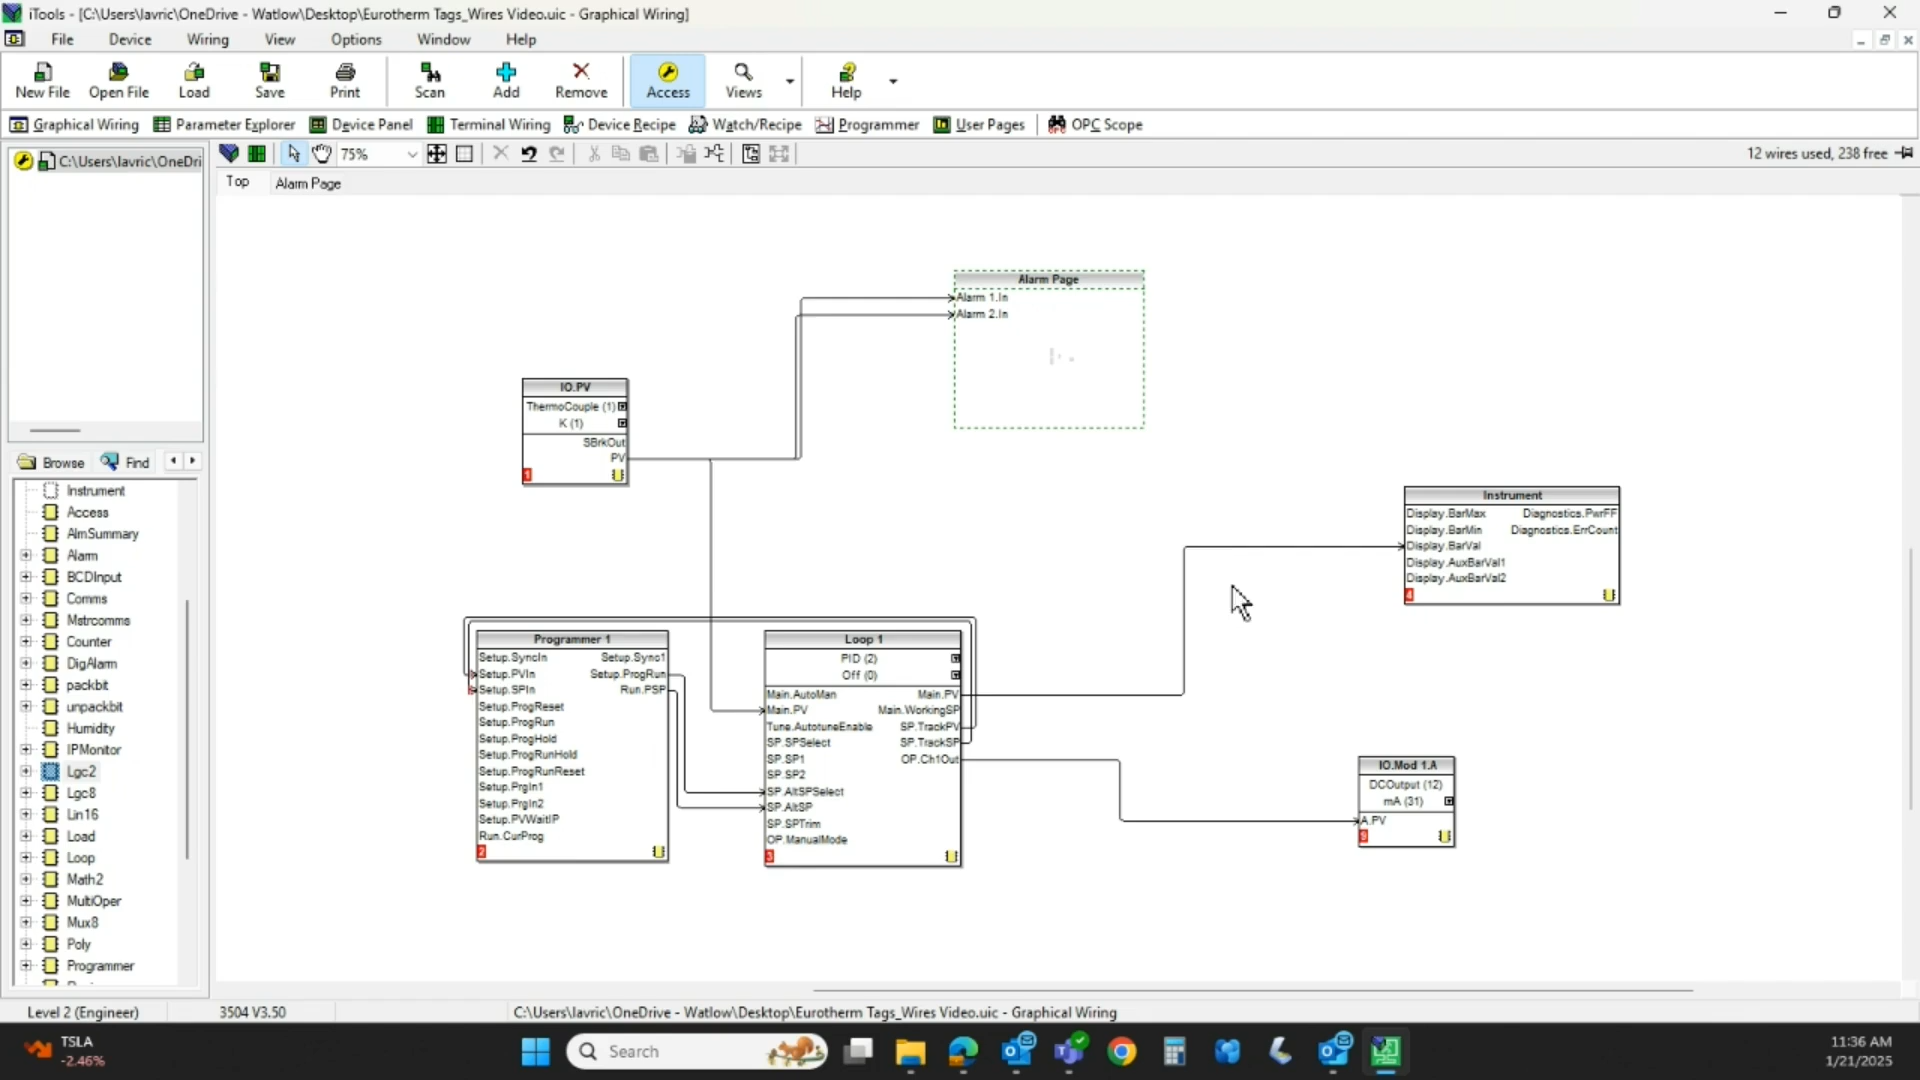 iTools - [C:\Users\lavric\OneDrive - Watlow\Desktop\Eurotherm Tags_Wires Video.uic - Graphical Wiring]
File Device Wiring View Options Window Help
New File Open File Load Save Print Scan Add Remove Access Views Help
Graphical Wiring Parameter Explorer Device Panel Terminal Wiring Device Recipe Watch/Recipe Programmer User Pages OPC Scope
C:\Users\lavric\OneDri
75%
12 wires used, 238 free
Top Alarm Page
Alarm Page
Alarm 1.In
Alarm 2.In
IO.PV
ThermoCouple (1)
K (1)
SBrkOut
PV
1
Browse Find
Instrument
Access
AlmSummary
Alarm
BCDInput
Comms
Mstrcomms
Counter
DigAlarm
packbit
unpackbit
Humidity
IPMonitor
Lgc2
Lgc8
Lin16
Load
Loop
Math2
MultiOper
Mux8
Poly
Programmer
Instrument
Display.BarMax Diagnostics.PwrFF
Display.BarMin Diagnostics.ErrCount
Display.BarVal
Display.AuxBarVal1
Display.AuxBarVal2
4
Programmer 1
Setup.SyncIn Setup.Sync1
Setup.PVIn Setup.ProgRun
Setup.SPIn Run.PSP
Setup.ProgReset
Setup.ProgRun
Setup.ProgHold
Setup.ProgRunHold
Setup.ProgRunReset
Setup.PrgIn1
Setup.PrgIn2
Setup.PVWaitIP
Run.CurProg
2
Loop 1
PID (2)
Off (0)
Main.AutoMan Main.PV
Main.PV Main.WorkingSP
Tune.AutotuneEnable SP.TrackPV
SP.SPSelect SP.TrackSP
SP.SP1 OP.Ch1Out
SP.SP2
SP.AltSPSelect
SP.AltSP
SP.SPTrim
OP.ManualMode
3
IO.Mod 1.A
DCOutput (12)
mA (31)
A.PV
Level 2 (Engineer) 3504 V3.50 C:\Users\lavric\OneDrive - Watlow\Desktop\Eurotherm Tags_Wires Video.uic - Graphical Wiring
TSLA
-2.46%
Search
11:36 AM
1/21/2025